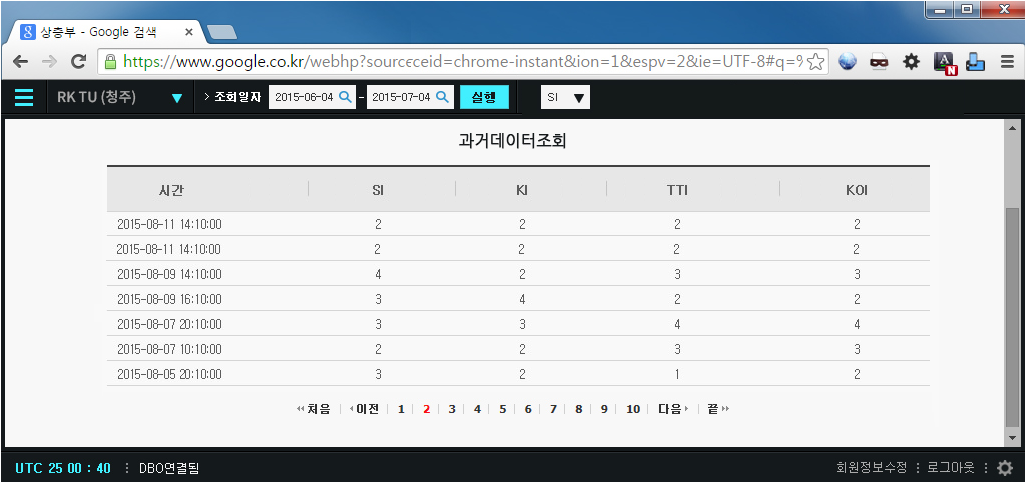 상층부 - Google 검색
https://www.google.co.kr/webhp?sourceceid=chrome-instant&ion=1&espv=2&ie=UTF-8#q=9
RK TU (청주) 조회일자 2015-06-04 - 2015-07-04 실행 SI
과거데이터조회
시간 SI KI TTI KOI
2015-08-11 14:10:00 2 2 2 2
2015-08-11 14:10:00 2 2 2 2
2015-08-09 14:10:00 4 2 3 3
2015-08-09 16:10:00 3 4 2 2
2015-08-07 20:10:00 3 3 4 4
2015-08-07 10:10:00 2 2 3 3
2015-08-05 20:10:00 3 2 1 2
처음 이전 1 2 3 4 5 6 7 8 9 10 다음 끝
UTC 25 00 : 40 : DB0연결됨 회원정보수정 : 로그아웃 :